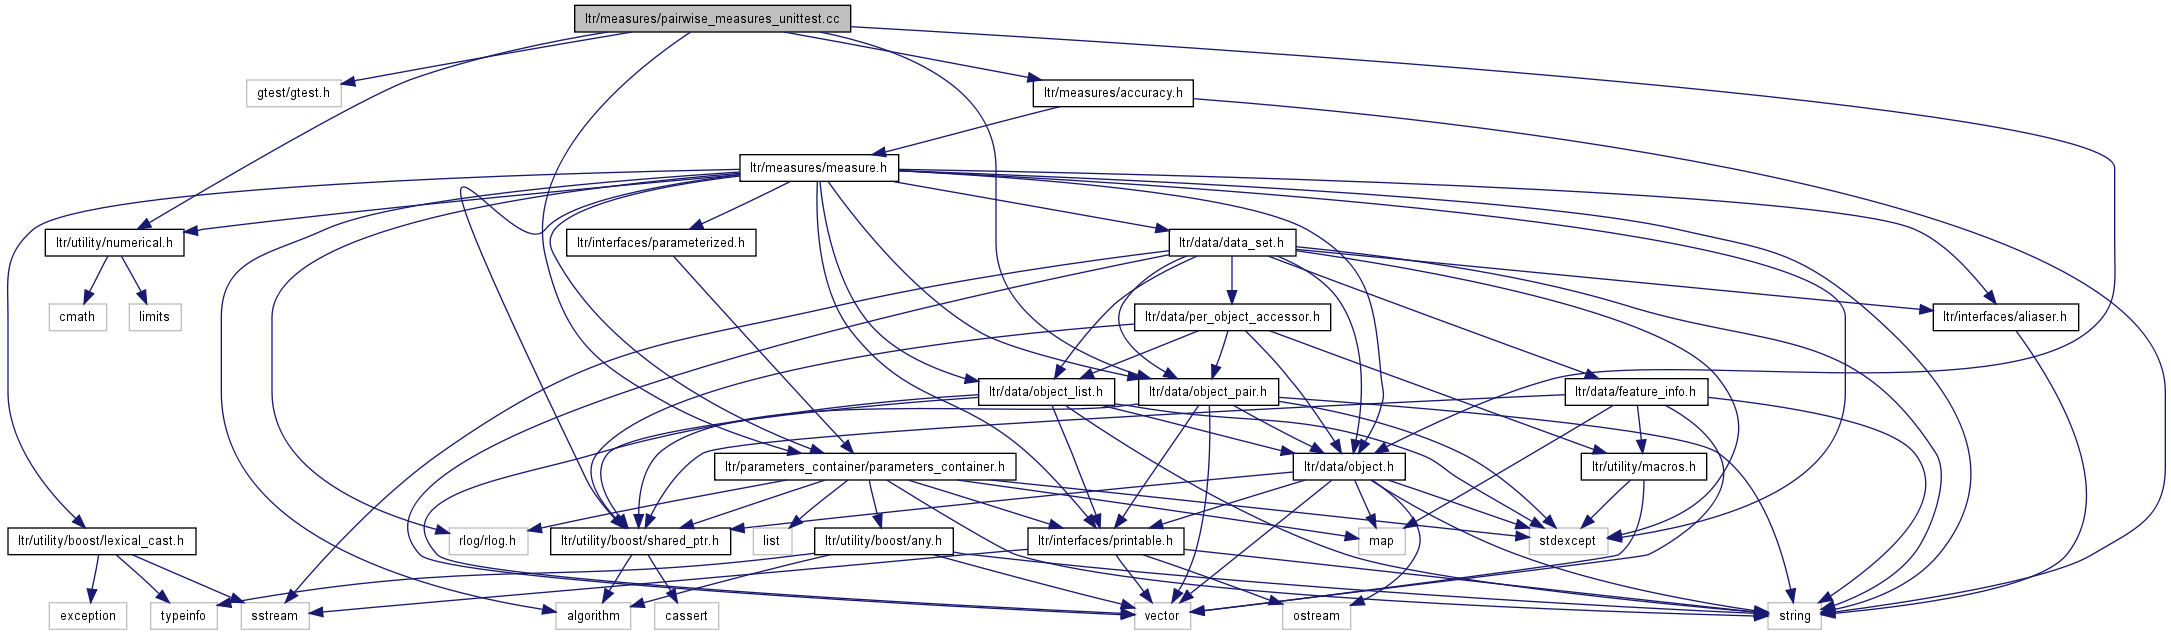 ltr/measures/pairwise_measures_unittest.cc
gtest/gtest.h
ltr/measures/accuracy.h
ltr/measures/measure.h
ltr/utility/numerical.h
ltr/interfaces/parameterized.h
ltr/data/data_set.h
cmath
limits
ltr/data/per_object_accessor.h
ltr/interfaces/aliaser.h
ltr/data/object_list.h
ltr/data/object_pair.h
ltr/data/feature_info.h
ltr/parameters_container/parameters_container.h
ltr/data/object.h
ltr/utility/macros.h
ltr/utility/boost/lexical_cast.h
rlog/rlog.h
ltr/utility/boost/shared_ptr.h
list
ltr/utility/boost/any.h
ltr/interfaces/printable.h
map
stdexcept
exception
typeinfo
sstream
algorithm
cassert
vector
ostream
string